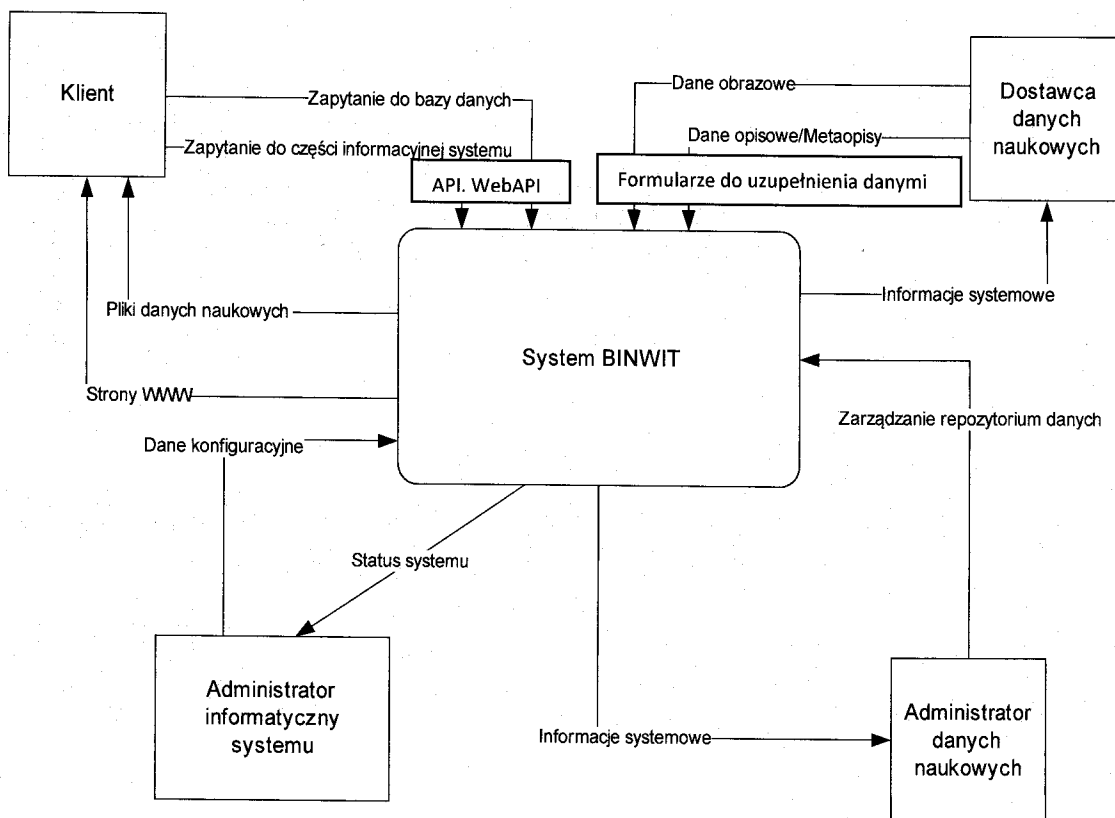 Klient
Zapytanie do bazy danych
Zapytanie do części informacyjnej systemu
API. WebAPI
Dane obrazowe
Dane opisowe/Metaopisy
Formularze do uzupełnienia danymi
Dostawca
danych
naukowych
Informacje systemowe
Pliki danych naukowych
System BINWIT
Strony WWW
Dane konfiguracyjne
Zarządzanie repozytorium danych
Status systemu
Administrator
informatyczny
systemu
Informacje systemowe
Administrator
danych
naukowych